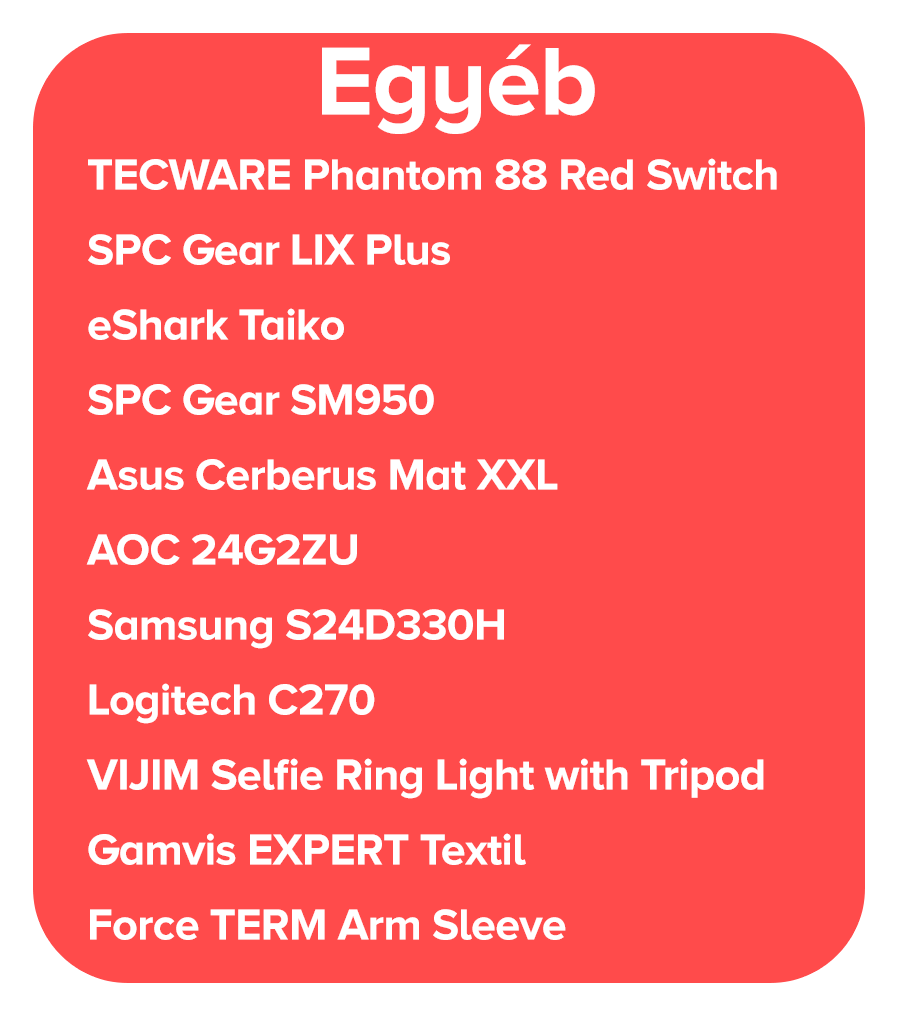 Egyéb
TECWARE Phantom 88 Red Switch
SPC Gear LIX Plus
eShark Taiko
SPC Gear SM950
Asus Cerberus Mat XXL
AOC 24G2ZU
Samsung S24D330H
Logitech C270
VIJIM Selfie Ring Light with Tripod
Gamvis EXPERT Textil
Force TERM Arm Sleeve